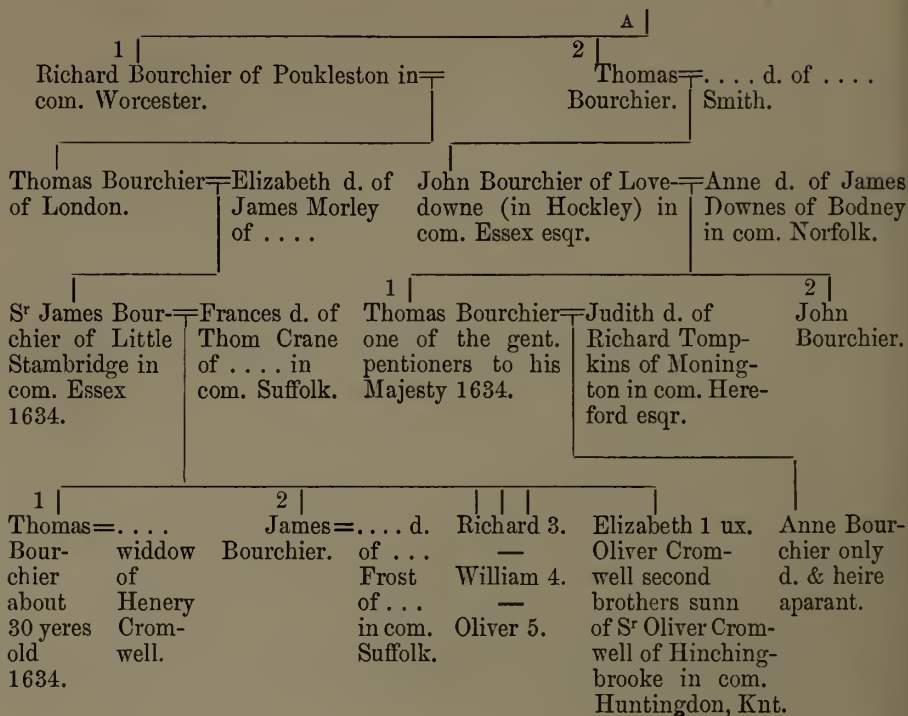 A
1
2
Richard Bourchier of Poukleston in
com. Worcester.
Thomas
Bourchier.
. . . . d. of . . . .
Smith.
Thomas Bourchier
of London.
Elizabeth d. of
James Morley
of . . . .
John Bourchier of Love-
downe (in Hockley) in
com. Essex esqr.
Anne d. of James
Downes of Bodney
in com. Norfolk.
1
2
Sr James Bour-
chier of Little
Stambridge in
com. Essex
1634.
Frances d. of
Thom Crane
of . . . . in
com. Suffolk.
Thomas Bourchier
one of the gent.
pentioners to his
Majesty 1634.
Judith d. of
Richard Tomp-
kins of Moning-
ton in com. Here-
ford esqr.
John
Bourchier.
1
2
Thomas=. . . .
Bour-
chier
about
30 yeres
old
1634.
widdow
of
Henery
Crom-
well.
James=. . . . d.
Bourchier.
of . . .
Frost
of . . .
in com.
Suffolk.
Richard 3.
—
William 4.
—
Oliver 5.
Elizabeth 1 ux.
Oliver Crom-
well second
brothers sunn
of Sr Oliver Crom-
well of Hinching-
brooke in com.
Huntingdon, Knt.
Anne Bour-
chier only
d. & heire
aparant.